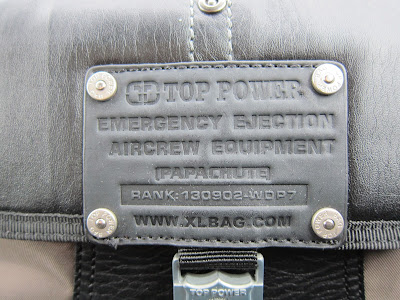 TOP POWER
EMERGENCY EJECTION
AIRCREW EQUIPMENT
[PAPACHUTE]
RANK:130902-WDP7
WWW.XLBAG.COM
TOP POWER